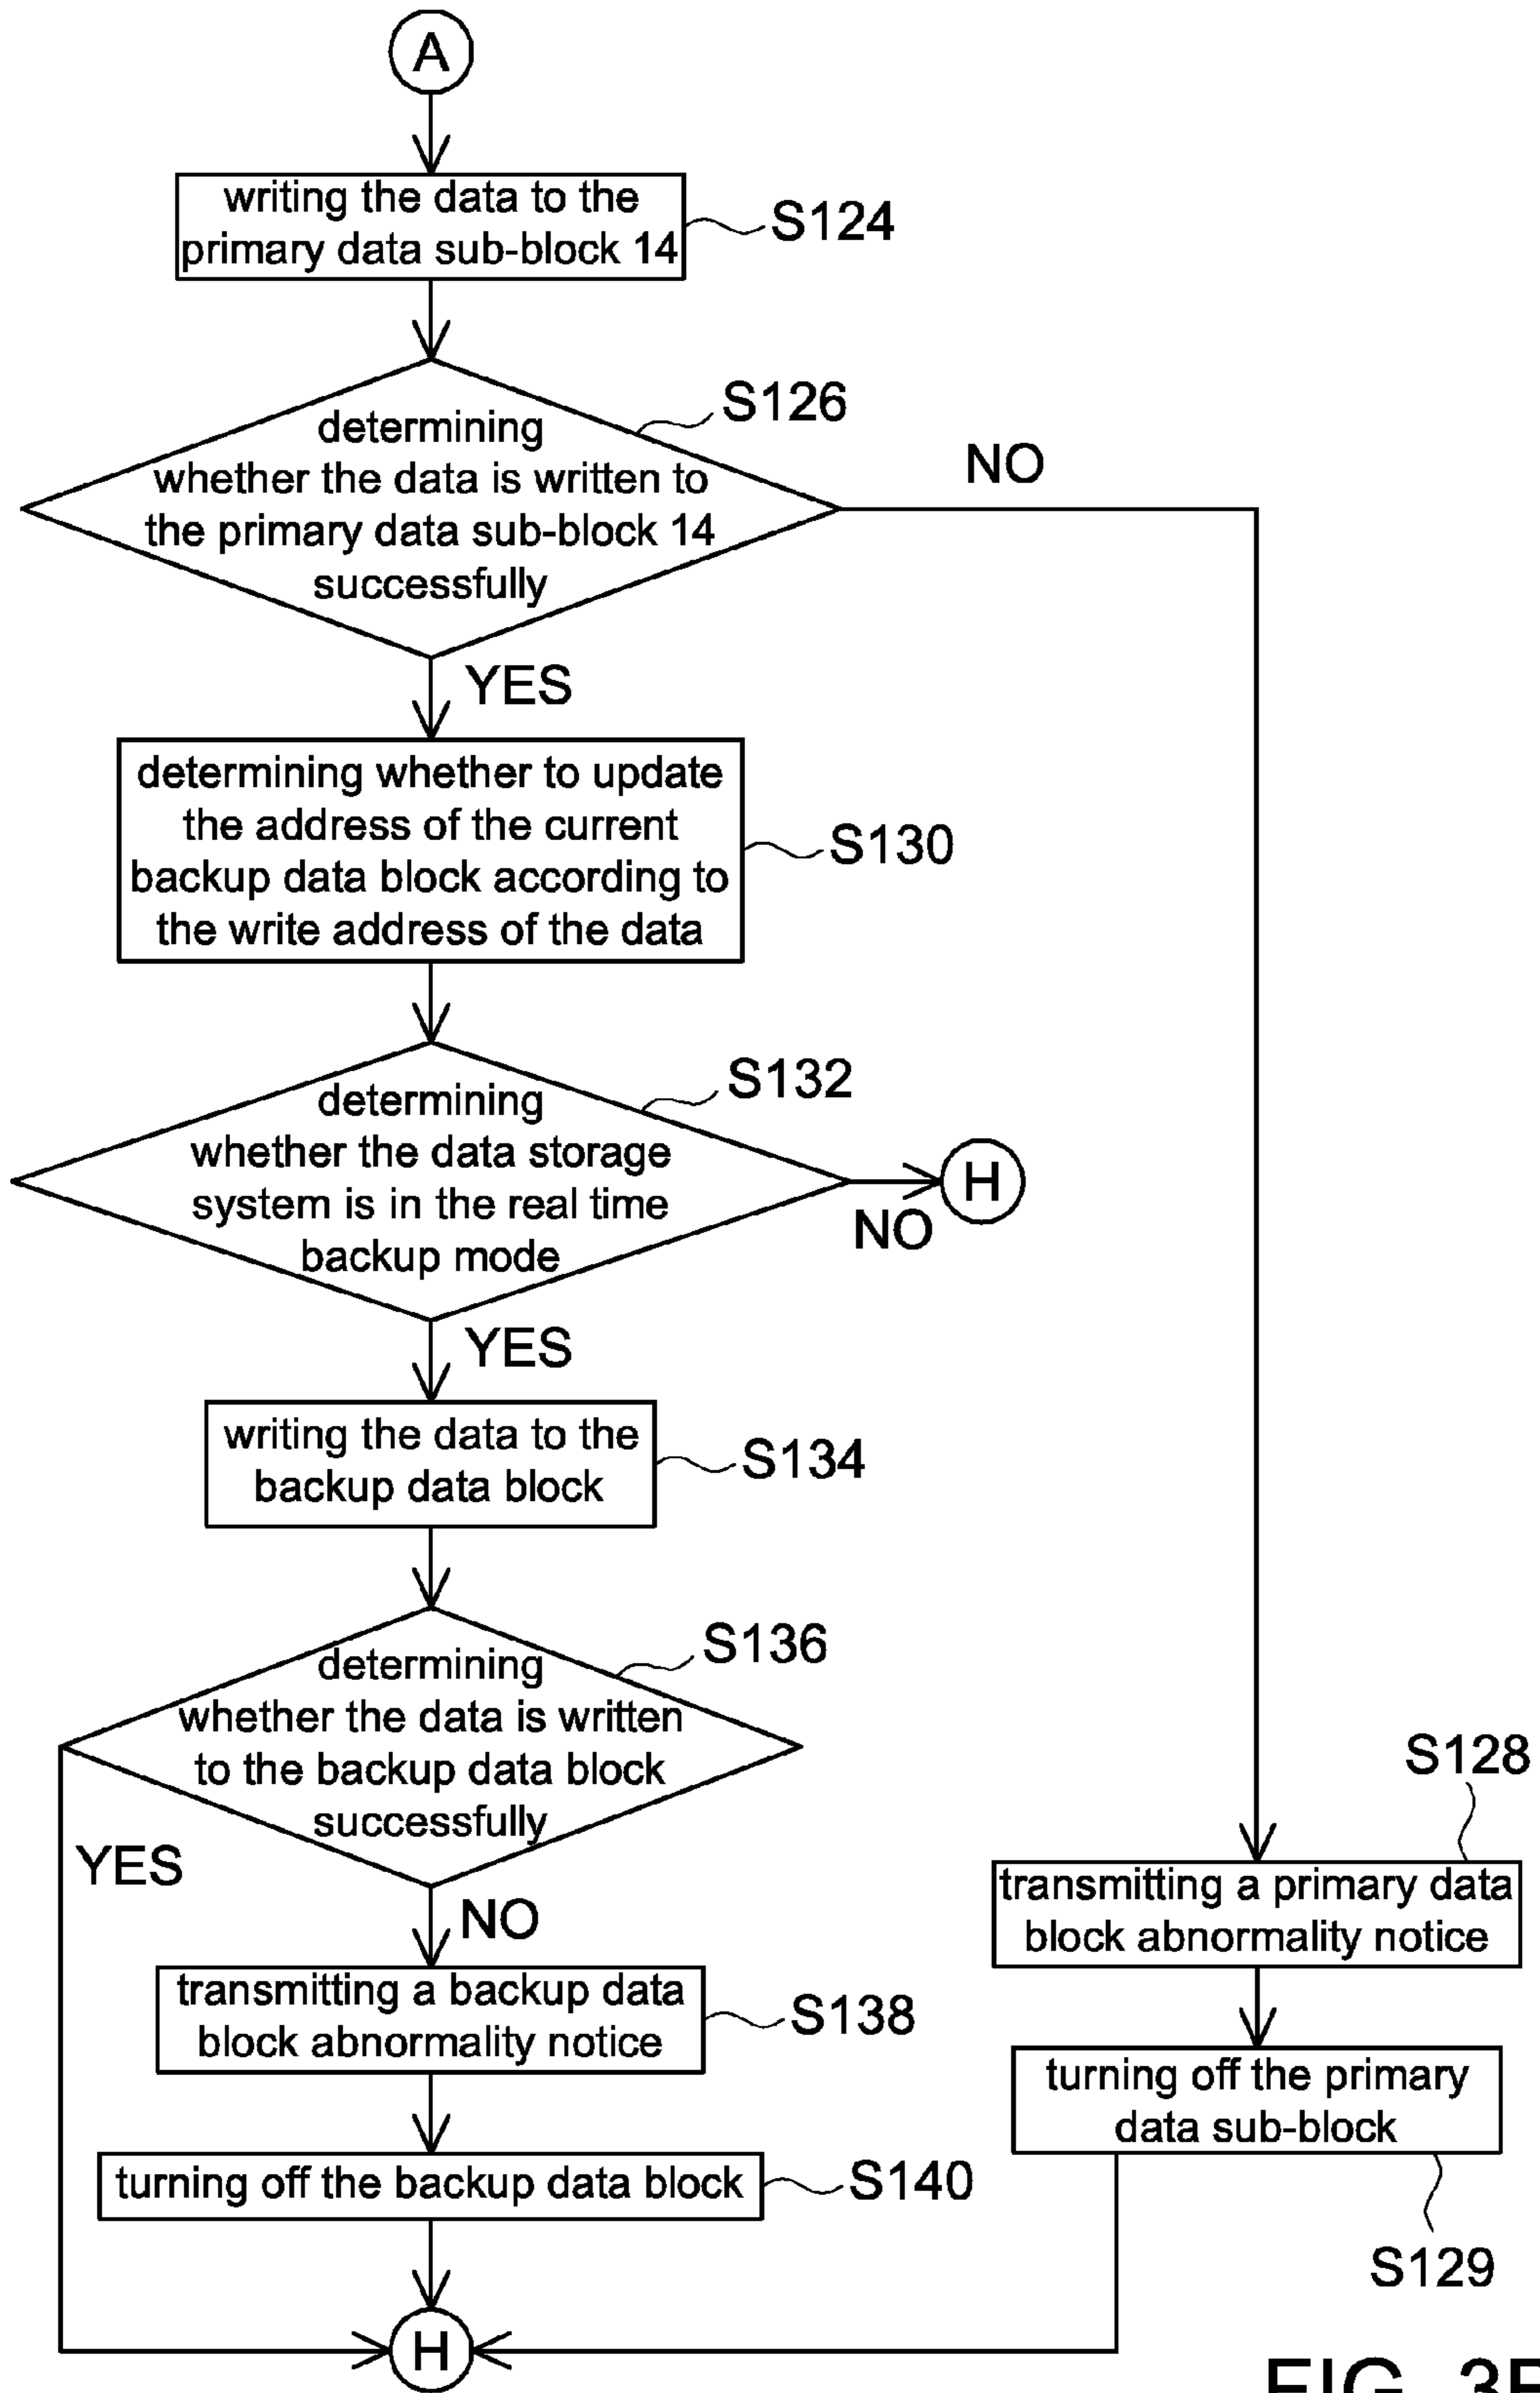 A
writing the data to the
primary data sub-block 14
S124
determining
whether the data is written to
the primary data sub-block 14
successfully
S126
NO
YES
determining whether to update
the address of the current
backup data block according to
the write address of the data
S130
determining
whether the data storage
system is in the real time
backup mode
S132
NO
H
YES
writing the data to the
backup data block
S134
determining
whether the data is written
to the backup data block
successfully
S136
YES
NO
transmitting a backup data
block abnormality notice
S138
turning off the backup data block
S140
S128
transmitting a primary data
block abnormality notice
turning off the primary
data sub-block
S129
H
FIG.